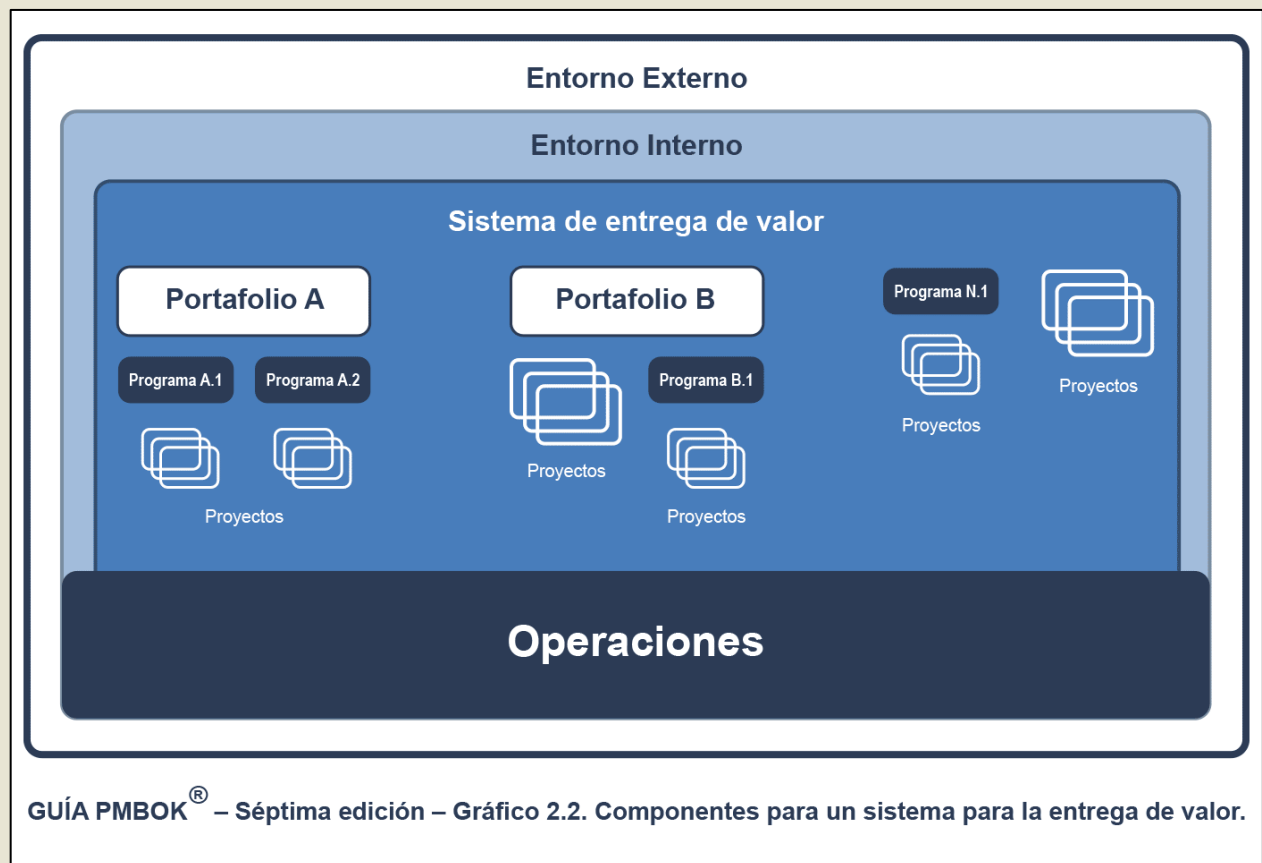 Entorno Externo
Entorno Interno
Sistema de entrega de valor
Portafolio A
Portafolio B
Programa N.1
Programa A.1
Programa A.2
Programa B.1
Proyectos
Proyectos
Proyectos
Proyectos
Proyectos
Operaciones
GUÍA PMBOK® – Séptima edición – Gráfico 2.2. Componentes para un sistema para la entrega de valor.